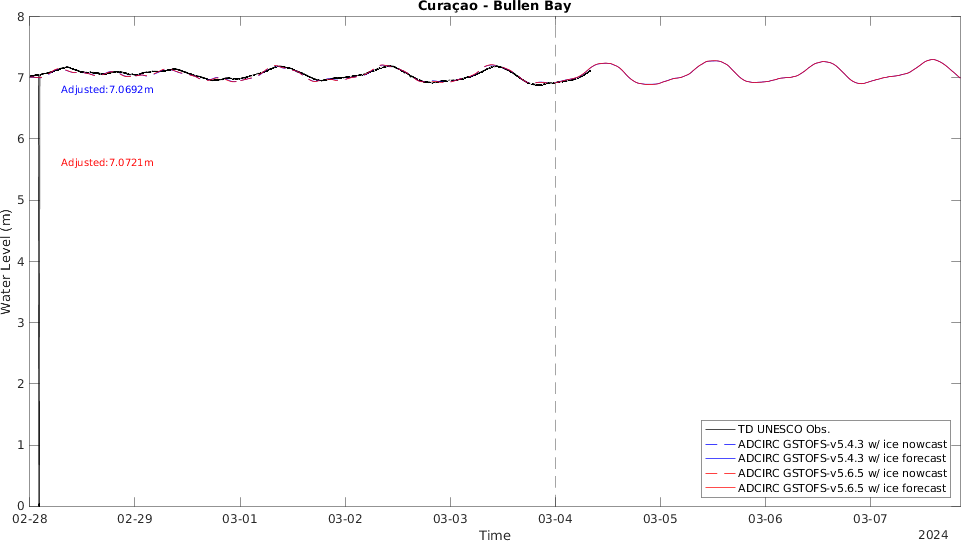 Curaçao - Bullen Bay
8
7
6
5
4
3
2
1
0
Water Level (m)
Adjusted:7.0692m
Adjusted:7.0721m
TD UNESCO Obs.
ADCIRC GSTOFS-v5.4.3 w/ ice nowcast
ADCIRC GSTOFS-v5.4.3 w/ ice forecast
ADCIRC GSTOFS-v5.6.5 w/ ice nowcast
ADCIRC GSTOFS-v5.6.5 w/ ice forecast
02-28 02-29 03-01 03-02 03-03 03-04 03-05 03-06 03-07
Time
2024